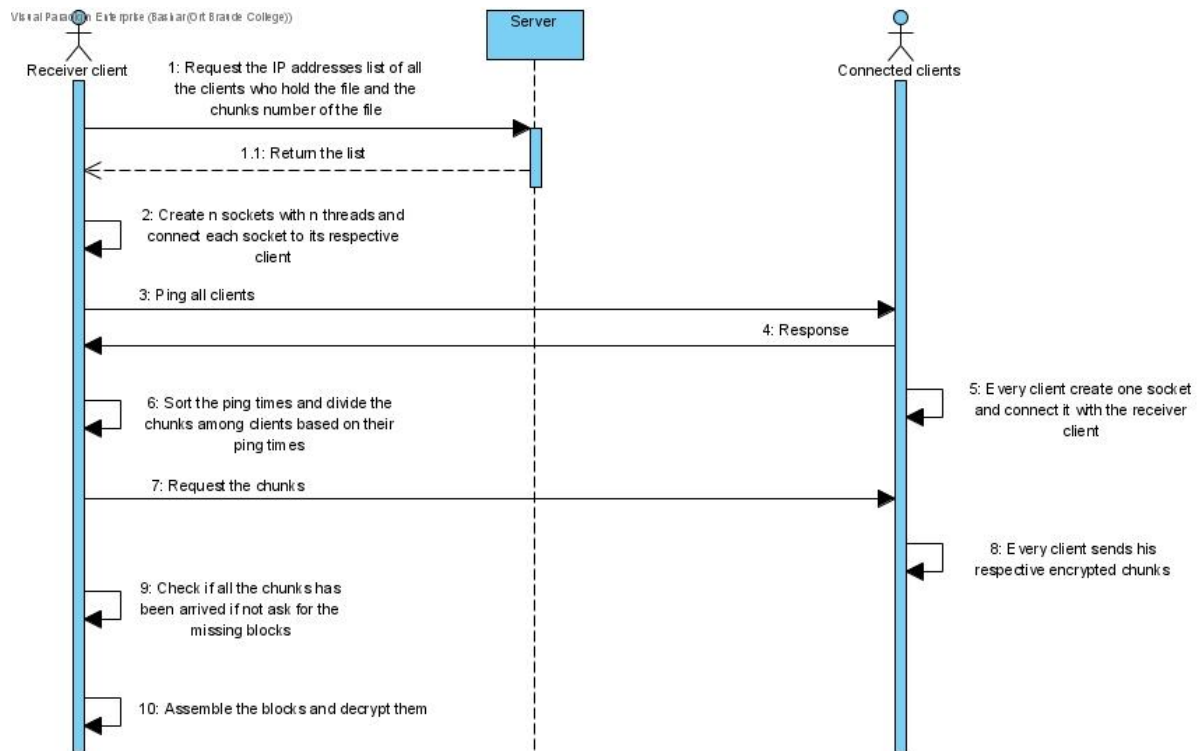 Visual Paradigm Enterprise (Bashar(Ort Braude College))
Server
Receiver client
Connected clients
1: Request the IP addresses list of all
the clients who hold the file and the
chunks number of the file
1.1: Return the list
2: Create n sockets with n threads and
connect each socket to its respective
client
3: Ping all clients
4: Response
5: Every client create one socket
and connect it with the receiver
client
6: Sort the ping times and divide the
chunks among clients based on their
ping times
7: Request the chunks
8: Every client sends his
respective encrypted chunks
9: Check if all the chunks has
been arrived if not ask for the
missing blocks
10: Assemble the blocks and decrypt them